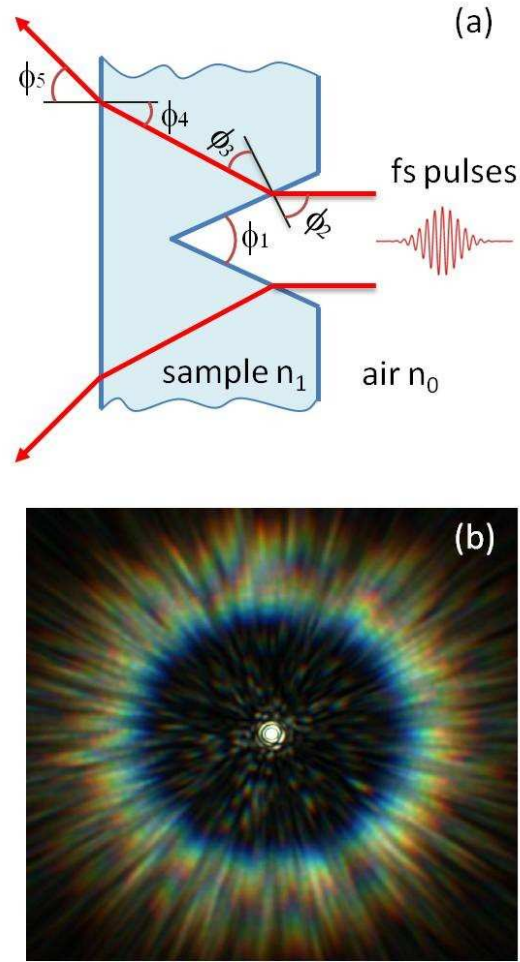 (a)
ϕ5
ϕ4
ϕ3
fs pulses
ϕ1
ϕ2
sample n1
air n0
(b)